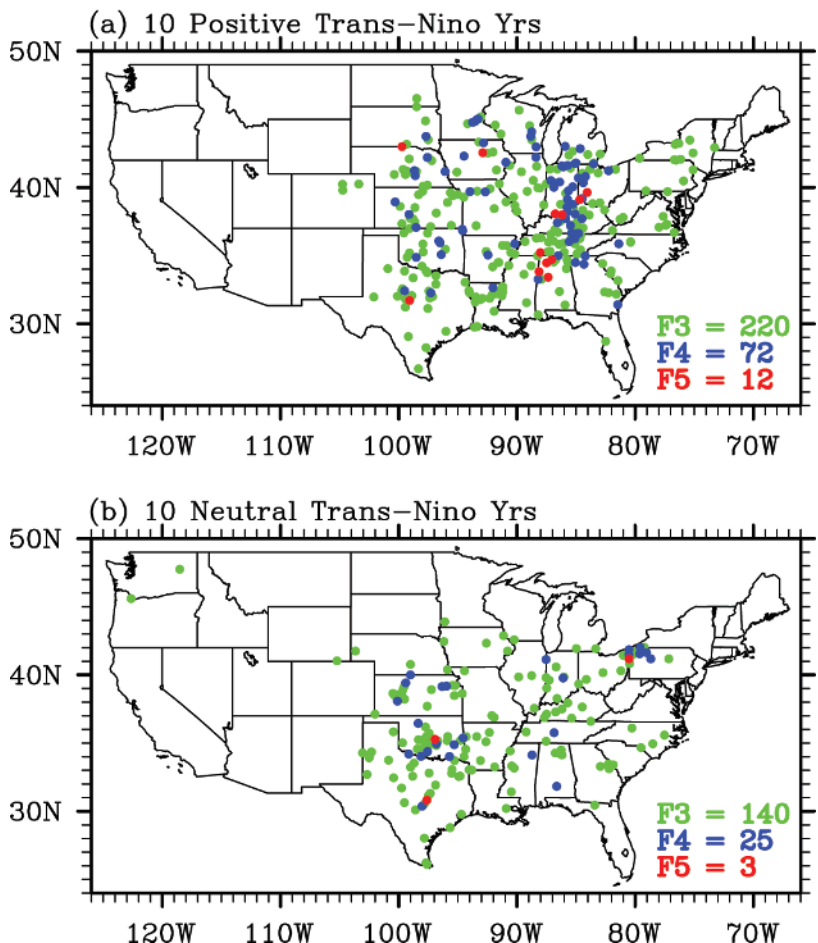 (a) 10 Positive Trans-Nino Yrs
50N
40N
30N
F3 = 220
F4 = 72
F5 = 12
120W 110W 100W 90W 80W 70W
(b) 10 Neutral Trans-Nino Yrs
50N
40N
30N
F3 = 140
F4 = 25
F5 = 3
120W 110W 100W 90W 80W 70W